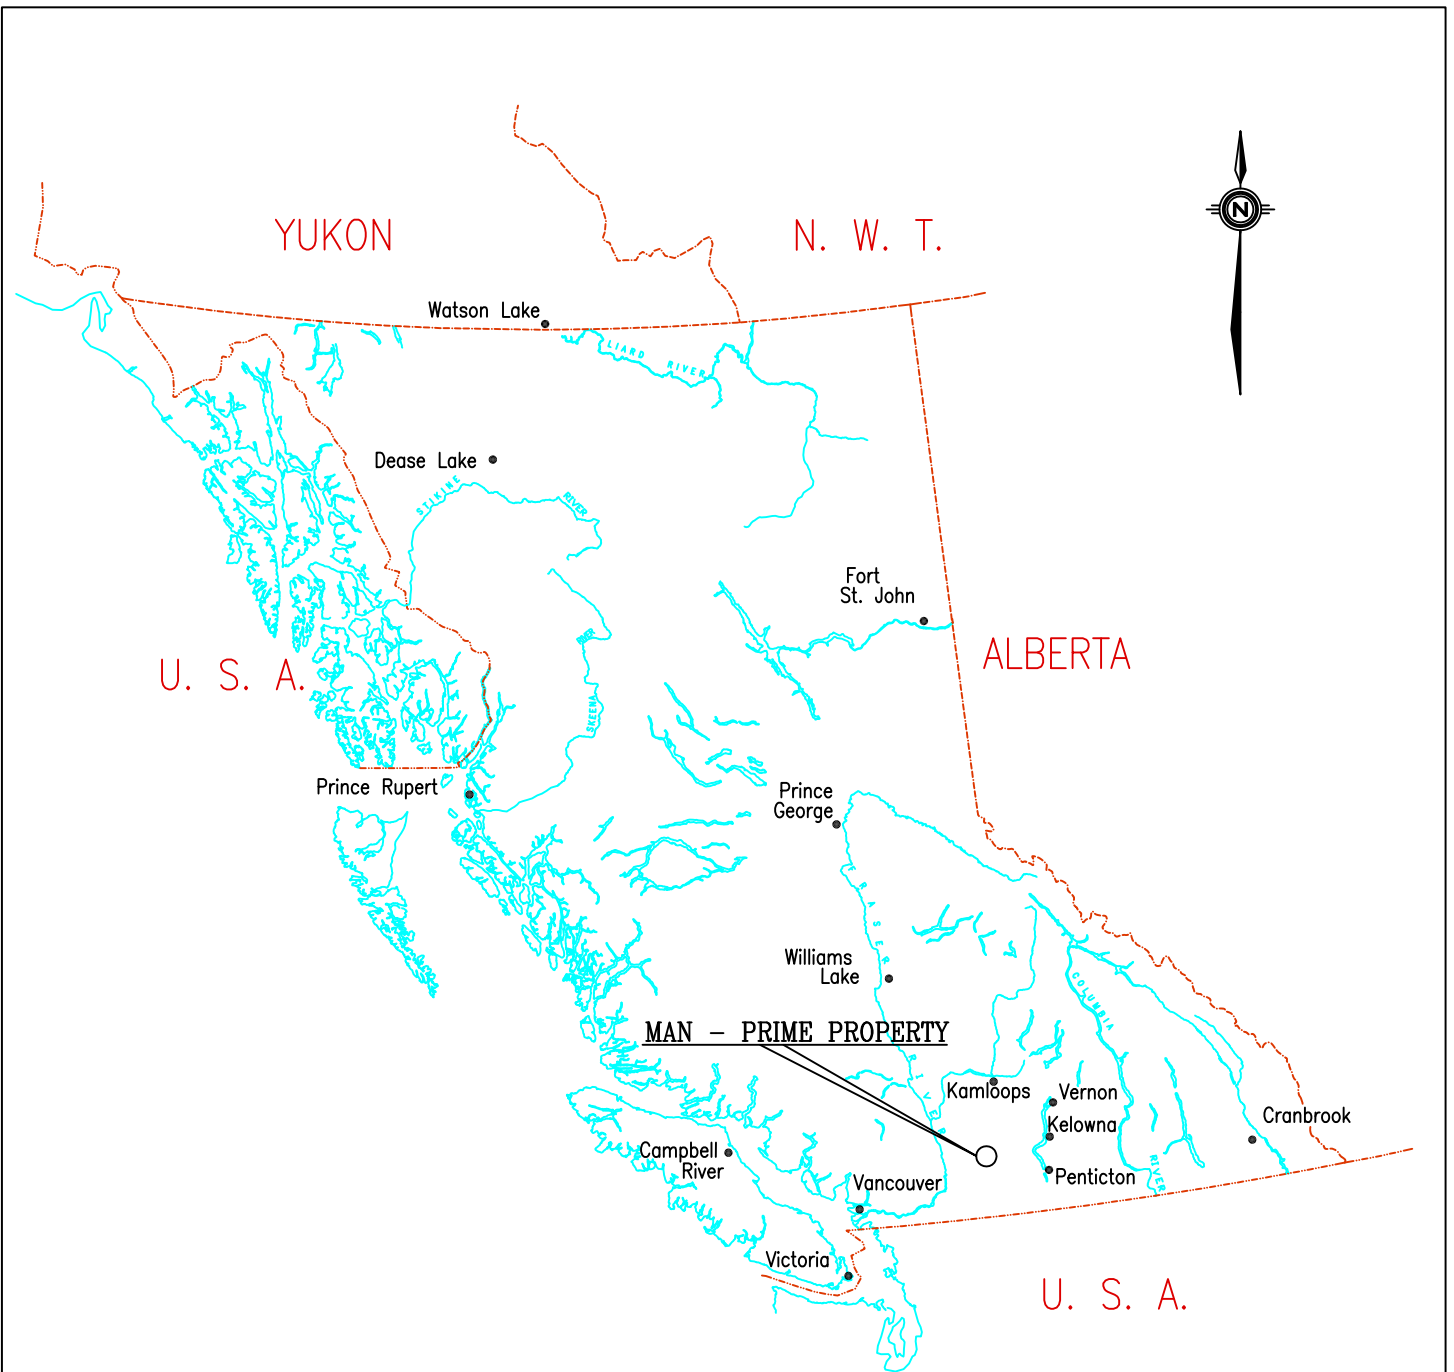 YUKON
N. W. T.
N
Watson Lake
LIARD RIVER
Dease Lake
STIKINE
RIVER
Fort
St. John
ALBERTA
U. S. A.
SKEENA
Prince Rupert
Prince
George
FRASER
Williams
Lake
COLUMBIA
MAN - PRIME PROPERTY
RIVER
Kamloops
Vernon
Kelowna
Cranbrook
Campbell
River
Penticton
RIVER
Vancouver
Victoria
U. S. A.